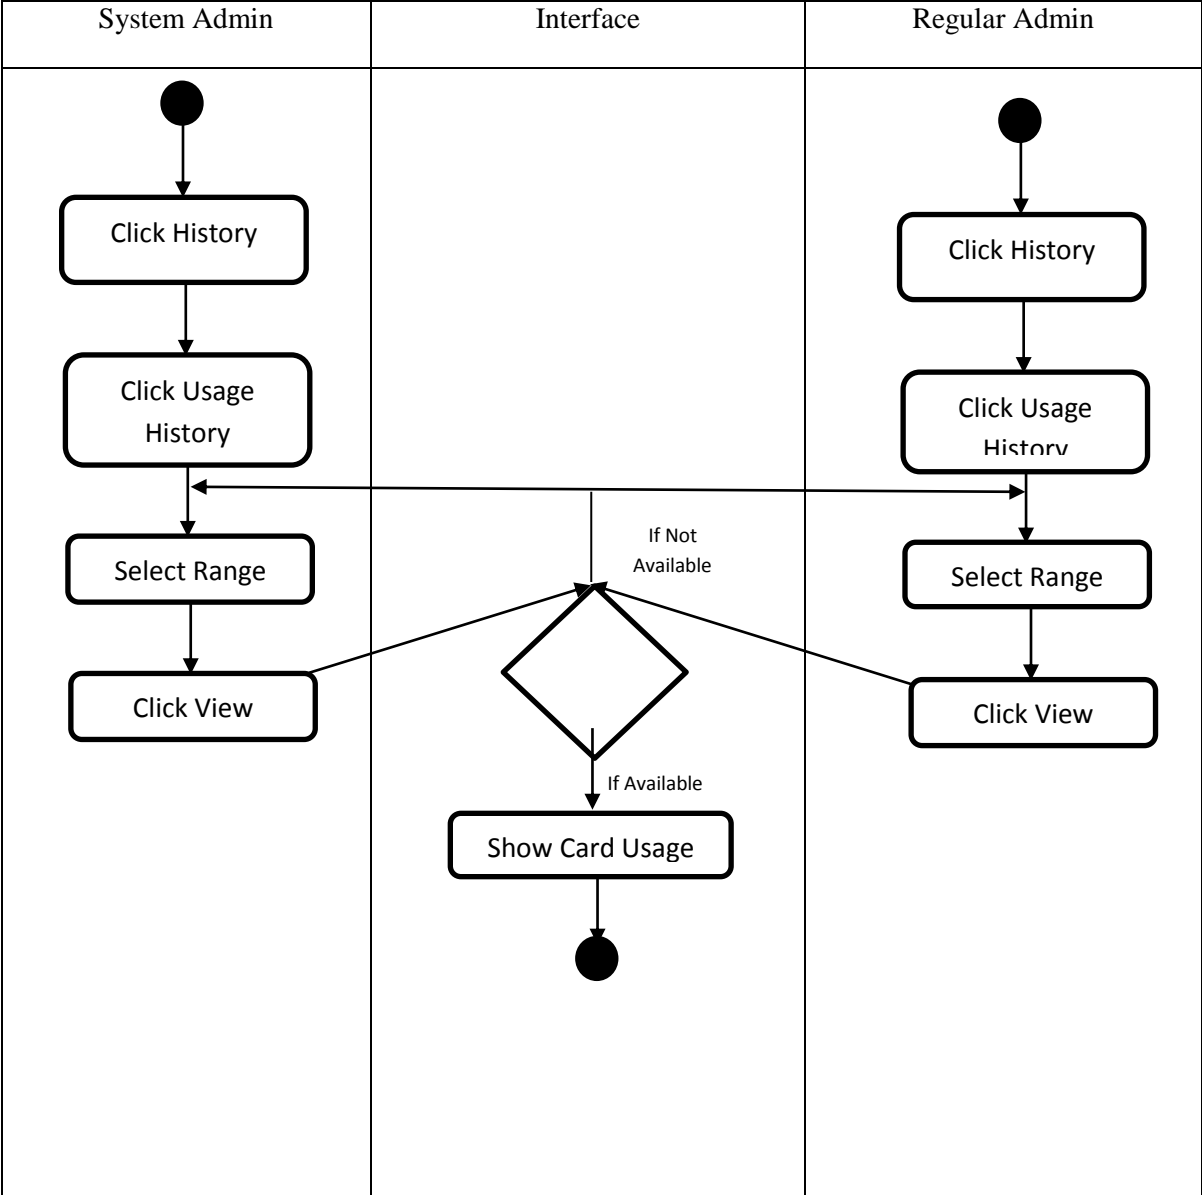 System Admin
Interface
Regular Admin
Click History
Click Usage
History
Select Range
Click View
If Not
Available
If Available
Show Card Usage
Click History
Click Usage
History
Select Range
Click View